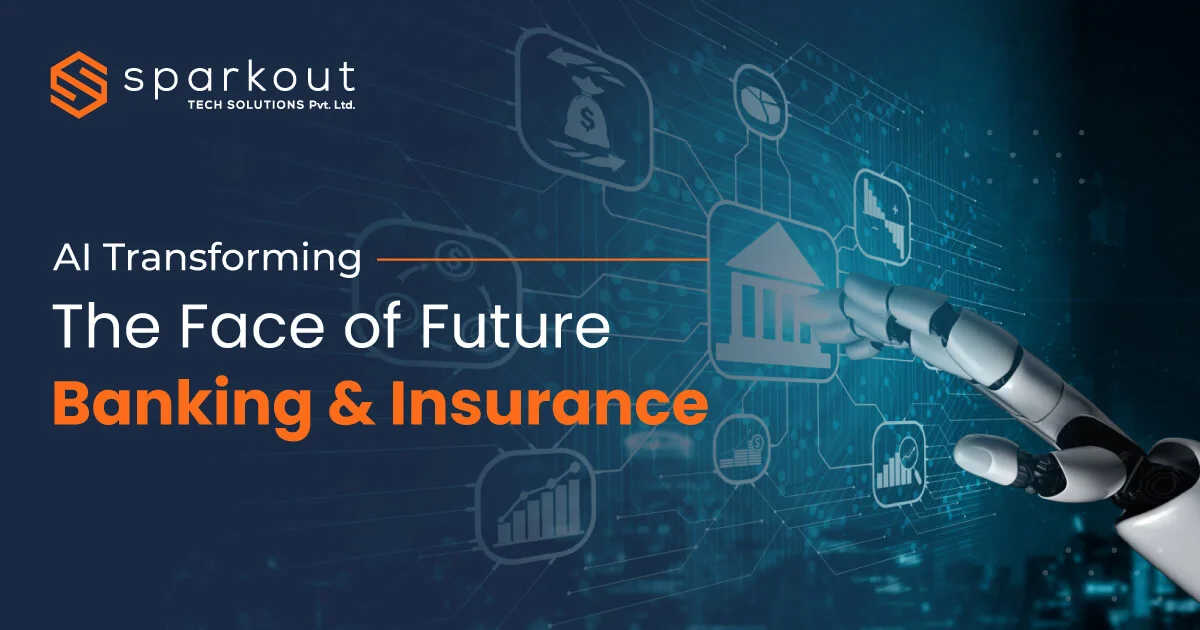 sparkout
TECH SOLUTIONS Pvt. Ltd.
AI Transforming
The Face of Future
Banking & Insurance
$
$
$